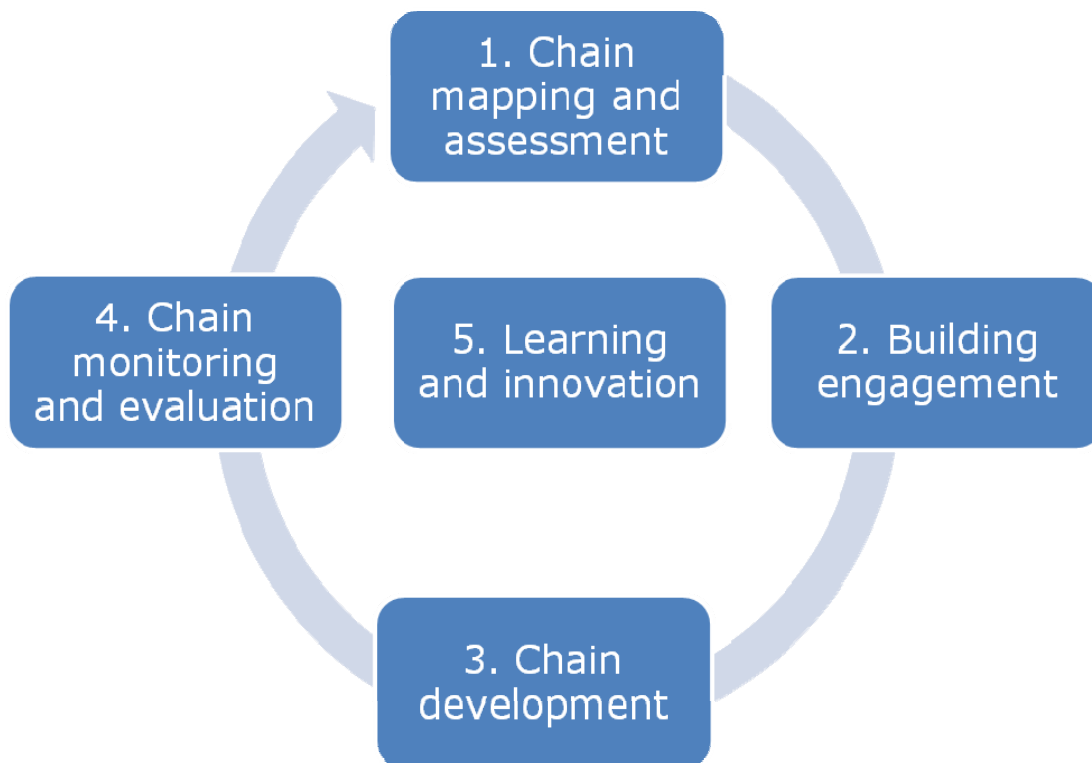 1. Chain
mapping and
assessment
2. Building
engagement
3. Chain
development
4. Chain
monitoring
and evaluation
5. Learning
and innovation